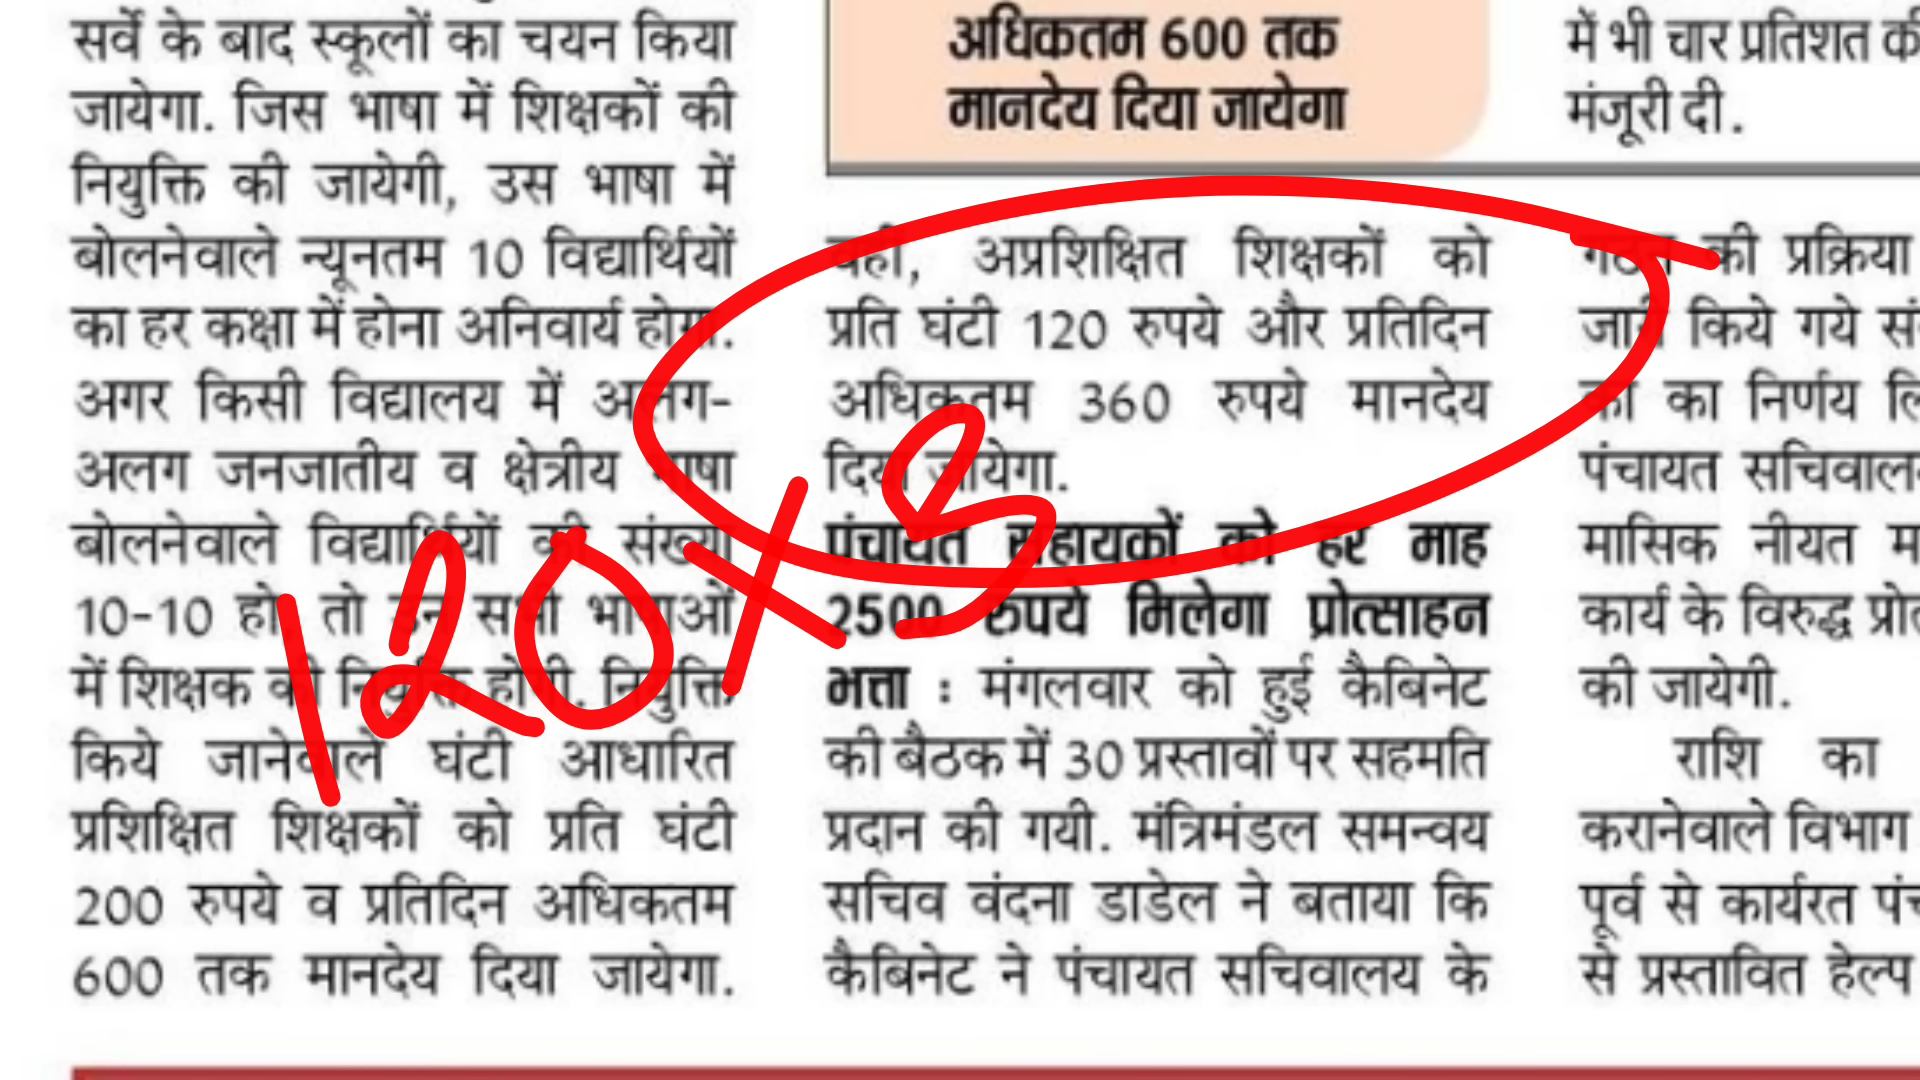 सर्वे के बाद स्कूलों का चयन किया
जायेगा. जिस भाषा में शिक्षकों की
नियुक्ति की जायेगी, उस भाषा में
बोलनेवाले न्यूनतम 10 विद्यार्थियों
का हर कक्षा में होना अनिवार्य होगा.
अगर किसी विद्यालय में अलग-
अलग जनजातीय व क्षेत्रीय भाषा
बोलनेवाले विद्यार्थियों की संख्या
10-10 हो, तो उन सभी भाषाओं
में शिक्षक की नियुक्ति होगी. नियुक्ति
किये जानेवाले घंटी आधारित
प्रशिक्षित शिक्षकों को प्रति घंटी
200 रुपये व प्रतिदिन अधिकतम
600 तक मानदेय दिया जायेगा.
अधिकतम 600 तक
मानदेय दिया जायेगा
वहीं, अप्रशिक्षित शिक्षकों को
प्रति घंटी 120 रुपये और प्रतिदिन
अधिकतम 360 रुपये मानदेय
दिया जायेगा.
पंचायत सहायकों को हर माह
2500 रुपये मिलेगा प्रोत्साहन
भत्ता : मंगलवार को हुई कैबिनेट
की बैठक में 30 प्रस्तावों पर सहमति
प्रदान की गयी. मंत्रिमंडल समन्वय
सचिव वंदना डाडेल ने बताया कि
कैबिनेट ने पंचायत सचिवालय के
में भी चार प्रतिशत की
मंजूरी दी.
गठन की प्रक्रिया
किये गये
का निर्णय
पंचायत
मासिक नीयत
कार्य के विरुद्ध
की जायेगी.
राशि का
करानेवाले विभाग
पूर्व से कार्यरत
से प्रस्तावित हेल्प
120x3